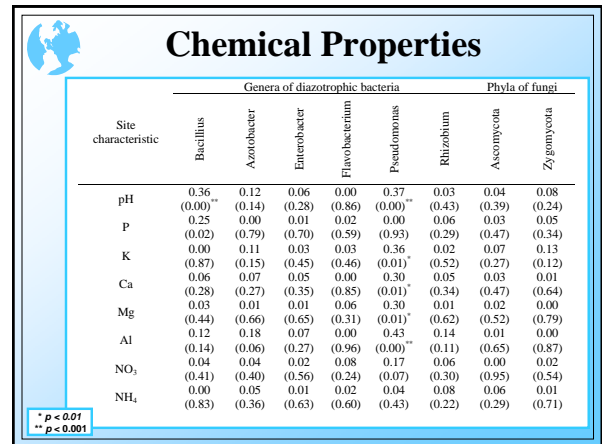 Chemical Properties
Genera of diazotrophic bacteria Phyla of fungi
Site characteristic Bacillius Azotobacter Enterobacter Flavobacterium Pseudomonas Rhizobium Ascomycota Zygomycota
pH 0.36 0.12 0.06 0.00 0.37 0.03 0.04 0.08
(0.00)** (0.14) (0.28) (0.86) (0.00)** (0.43) (0.39) (0.24)
P 0.25 0.00 0.01 0.02 0.00 0.06 0.03 0.05
(0.02) (0.79) (0.70) (0.59) (0.93) (0.29) (0.47) (0.34)
K 0.00 0.11 0.03 0.03 0.36 0.02 0.07 0.13
(0.87) (0.15) (0.45) (0.46) (0.01)* (0.52) (0.27) (0.12)
Ca 0.06 0.07 0.05 0.00 0.30 0.05 0.03 0.01
(0.28) (0.27) (0.35) (0.85) (0.01)* (0.34) (0.47) (0.64)
Mg 0.03 0.01 0.01 0.06 0.30 0.01 0.02 0.00
(0.44) (0.66) (0.65) (0.31) (0.01)* (0.62) (0.52) (0.79)
Al 0.12 0.18 0.07 0.00 0.43 0.14 0.01 0.00
(0.14) (0.06) (0.27) (0.96) (0.00)** (0.11) (0.65) (0.87)
NO3 0.04 0.04 0.02 0.08 0.17 0.06 0.00 0.02
(0.41) (0.40) (0.56) (0.24) (0.07) (0.30) (0.95) (0.54)
NH4 0.00 0.05 0.01 0.02 0.04 0.08 0.06 0.01
(0.83) (0.36) (0.63) (0.60) (0.43) (0.22) (0.29) (0.71)
* p < 0.01
** p < 0.001